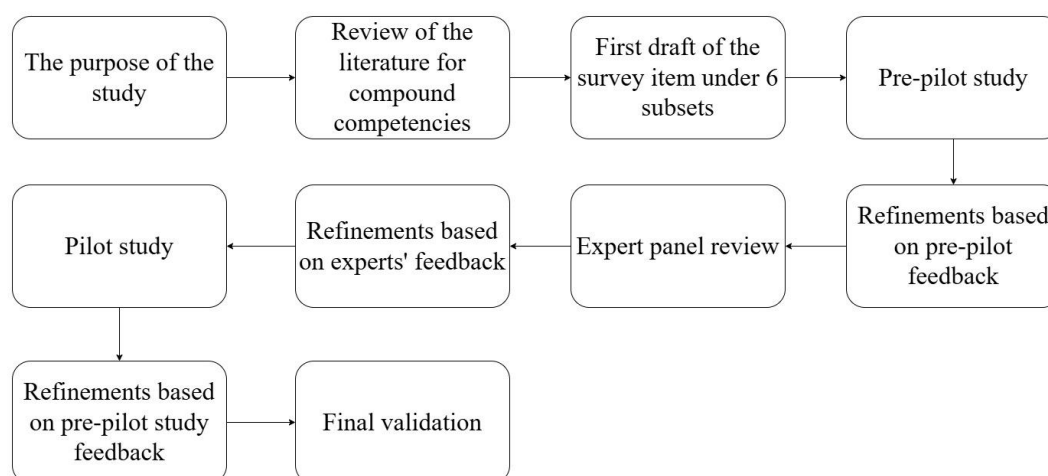 The purpose of the
study
Review of the
literature for
compound
competencies
First draft of the
survey item under 6
subsets
Pre-pilot study
Refinements based
on pre-pilot
feedback
Expert panel review
Refinements based
on experts' feedback
Pilot study
Refinements based
on pre-pilot study
feedback
Final validation